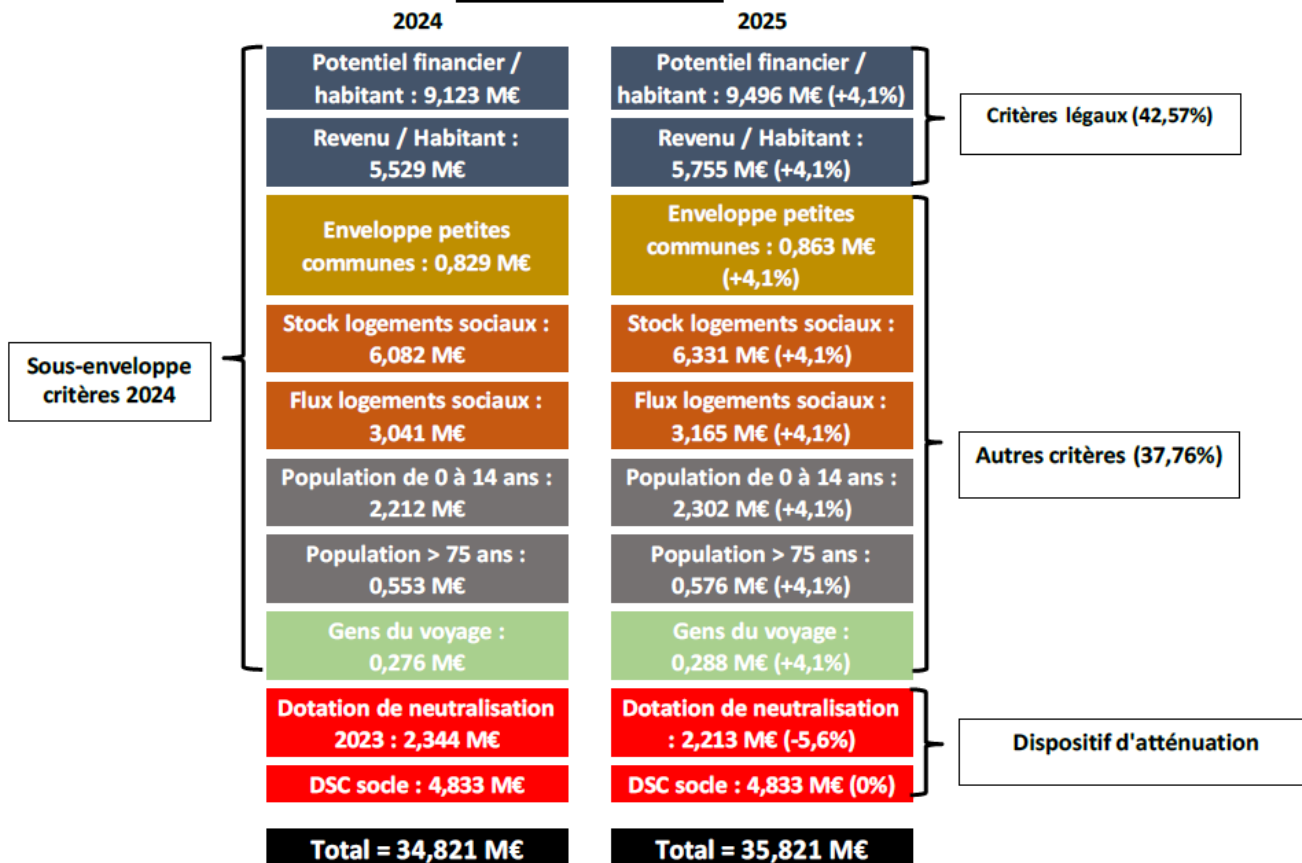 2024
2025
Potentiel financier /
habitant : 9,123 M€
Potentiel financier /
habitant : 9,496 M€ (+4,1%)
Critères légaux (42,57%)
Revenu / Habitant :
5,529 M€
Revenu / Habitant :
5,755 M€ (+4,1%)
Enveloppe petites
communes : 0,829 M€
Enveloppe petites
communes : 0,863 M€
(+4,1%)
Stock logements sociaux :
6,082 M€
Stock logements sociaux :
6,331 M€ (+4,1%)
Sous-enveloppe
critères 2024
Flux logements sociaux :
3,041 M€
Flux logements sociaux :
3,165 M€ (+4,1%)
Autres critères (37,76%)
Population de 0 à 14 ans :
2,212 M€
Population de 0 à 14 ans :
2,302 M€ (+4,1%)
Population > 75 ans :
0,553 M€
Population > 75 ans :
0,576 M€ (+4,1%)
Gens du voyage :
0,276 M€
Gens du voyage :
0,288 M€ (+4,1%)
Dotation de neutralisation
2023 : 2,344 M€
Dotation de neutralisation
: 2,213 M€ (-5,6%)
Dispositif d'atténuation
DSC socle : 4,833 M€
DSC socle : 4,833 M€ (0%)
Total = 34,821 M€
Total = 35,821 M€